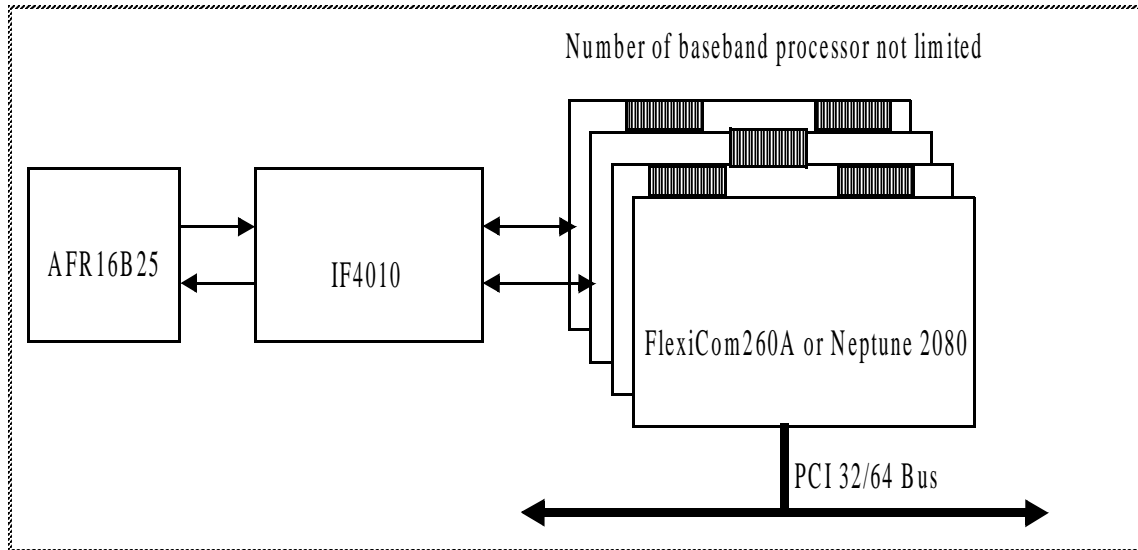 Number of baseband processor not limited
AFR16B25
IF4010
FlexiCom260A or Neptune 2080
PCI 32/64 Bus